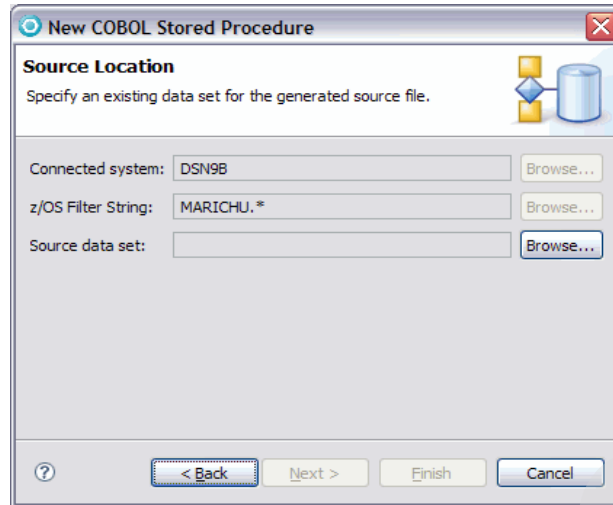 New COBOL Stored Procedure
Source Location
Specify an existing data set for the generated source file.
Connected system: DSN9B Browse...
z/OS Filter String: MARICHU.* Browse...
Source data set: Browse...
? < Back Next > Finish Cancel